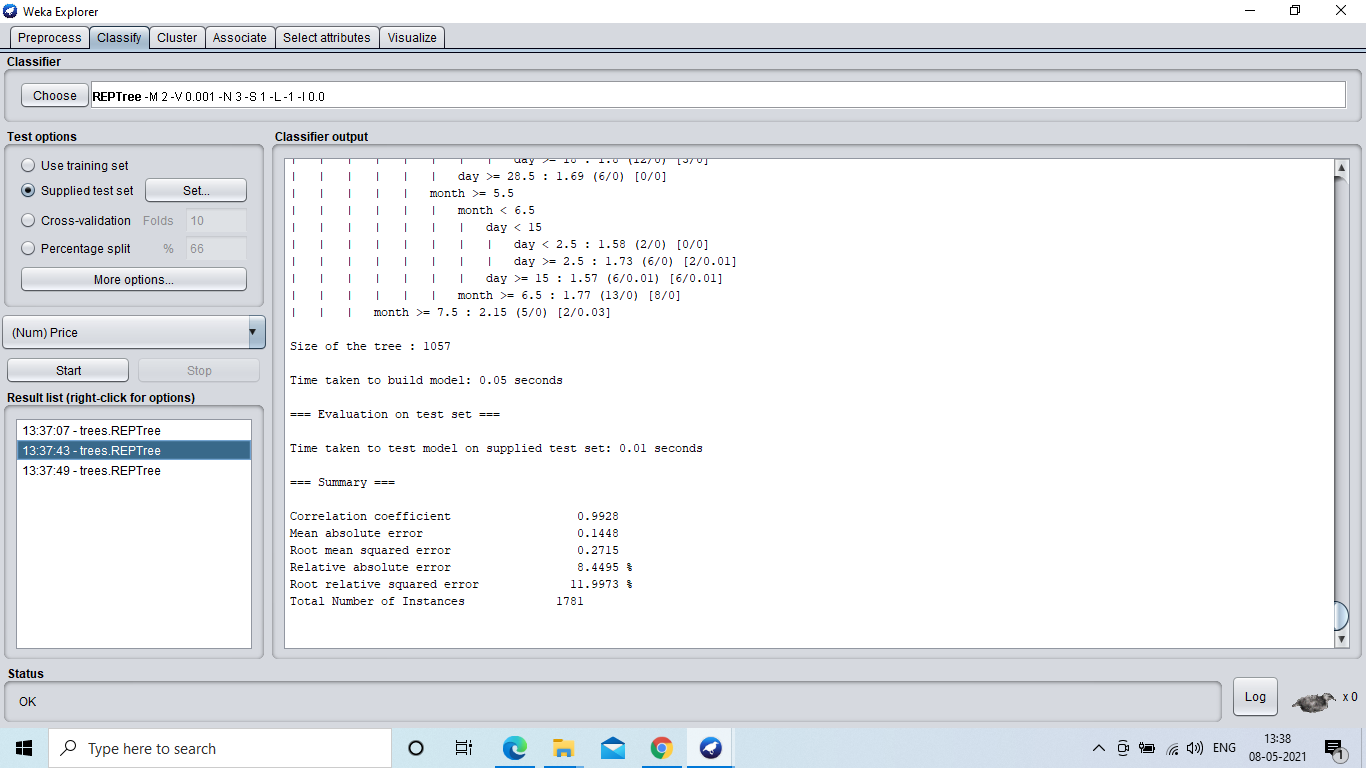 Weka Explorer
Preprocess Classify Cluster Associate Select attributes Visualize
Classifier
Choose REPTree -M 2 -V 0.001 -N 3 -S 1 -L -1 -I 0.0
Test options
Use training set
Supplied test set Set...
Cross-validation Folds 10
Percentage split % 66
More options...
(Num) Price
Start Stop
Result list (right-click for options)
13:37:07 - trees.REPTree
13:37:43 - trees.REPTree
13:37:49 - trees.REPTree
Classifier output
| | | | | | | | day >= 18 : 1.8 (12/0) [5/0]
| | | | | | day >= 28.5 : 1.69 (6/0) [0/0]
| | | | | month >= 5.5
| | | | | | month < 6.5
| | | | | | | day < 15
| | | | | | | | day < 2.5 : 1.58 (2/0) [0/0]
| | | | | | | | day >= 2.5 : 1.73 (6/0) [2/0.01]
| | | | | | | day >= 15 : 1.57 (6/0.01) [6/0.01]
| | | | | | month >= 6.5 : 1.77 (13/0) [8/0]
| | | month >= 7.5 : 2.15 (5/0) [2/0.03]
Size of the tree : 1057
Time taken to build model: 0.05 seconds
=== Evaluation on test set ===
Time taken to test model on supplied test set: 0.01 seconds
=== Summary ===
Correlation coefficient 0.9928
Mean absolute error 0.1448
Root mean squared error 0.2715
Relative absolute error 8.4495 %
Root relative squared error 11.9973 %
Total Number of Instances 1781
Status
OK
Log x 0
Type here to search
ENG
13:38
08-05-2021
1